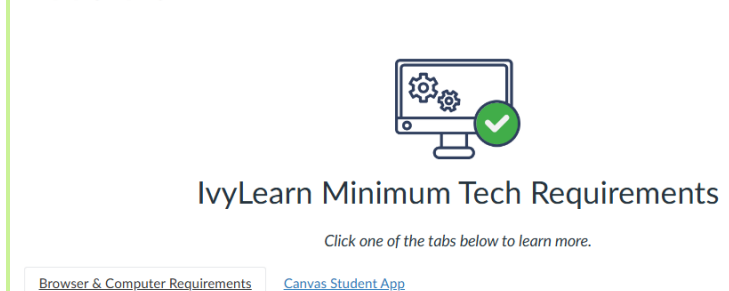 IvyLearn Minimum Tech Requirements
Click one of the tabs below to learn more.
Browser & Computer Requirements Canvas Student App